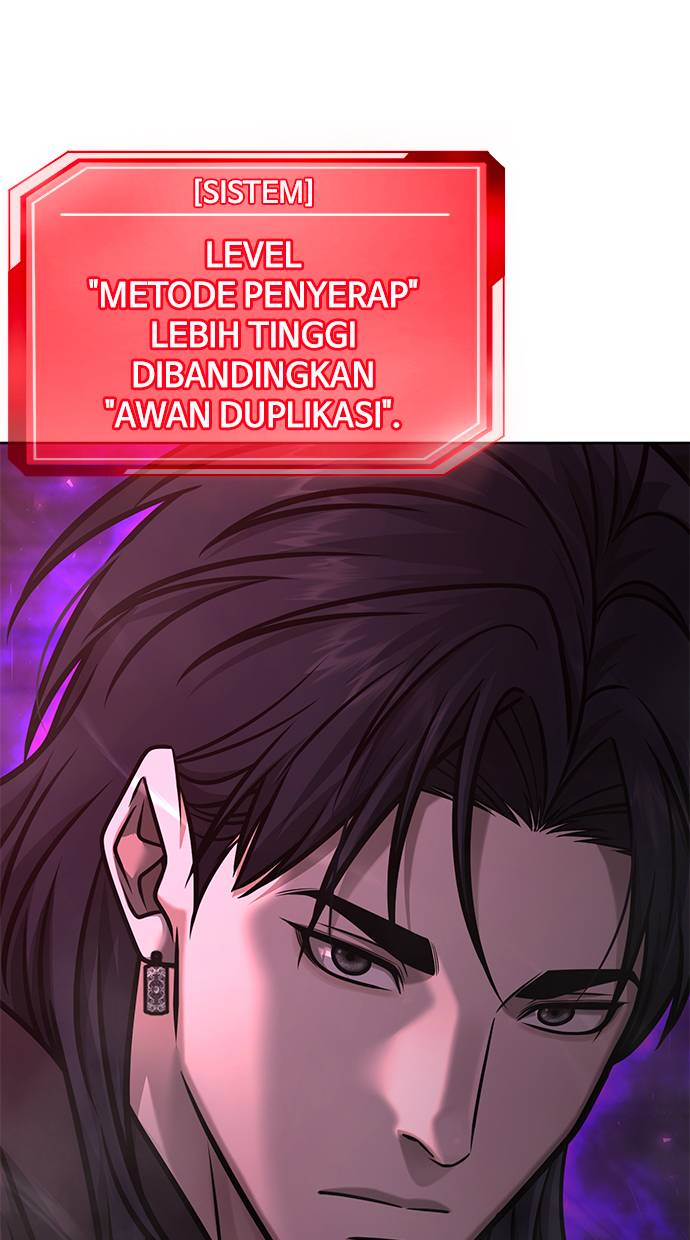 [SISTEM]
LEVEL
"METODE PENYERAP"
LEBIH TINGGI
DIBANDINGKAN
"AWAN DUPLIKASI".